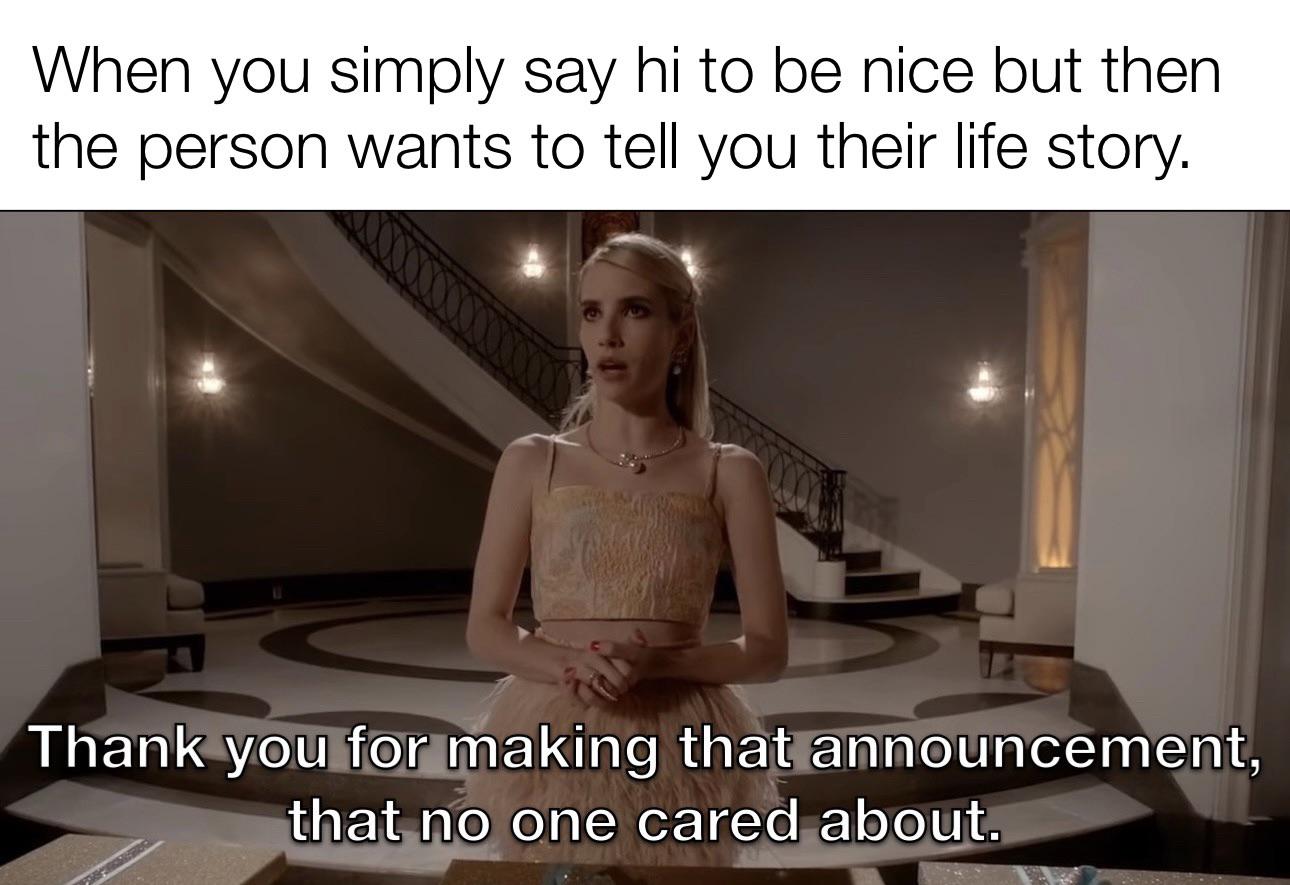 When you simply say hi to be nice but then
the person wants to tell you their life story.
Thank you for making that announcement,
that no one cared about.